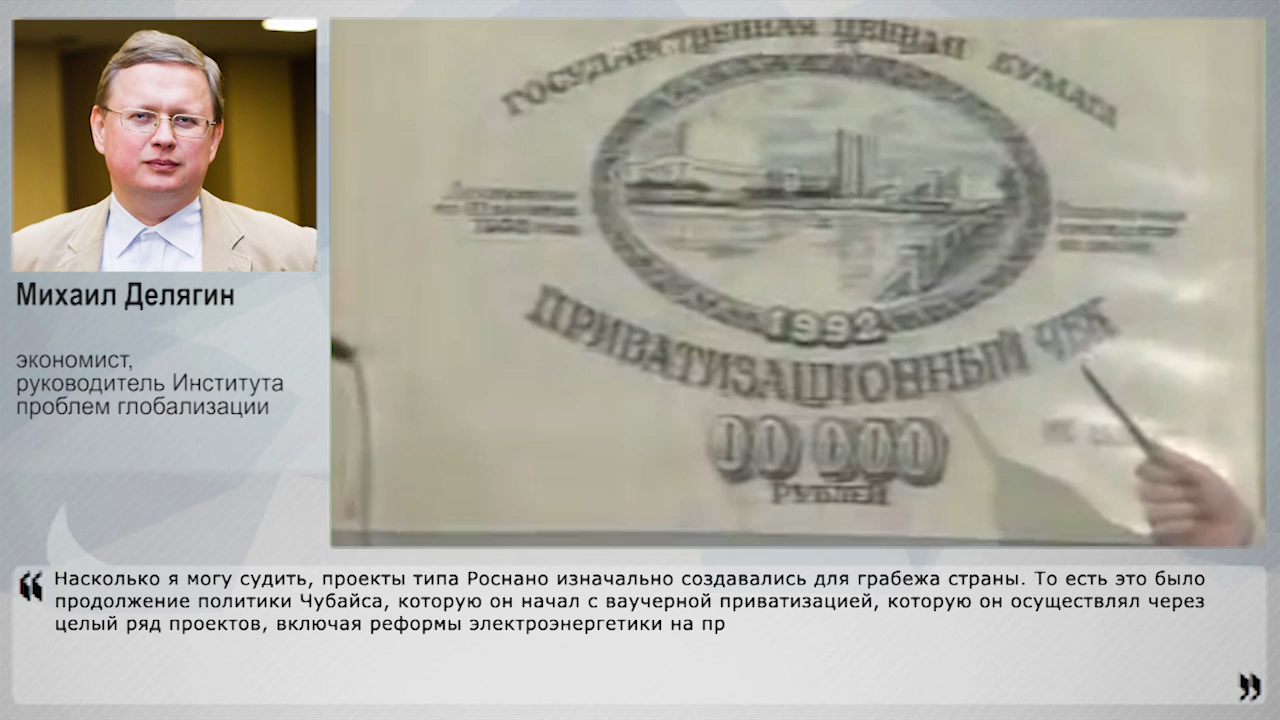 ГОСУДАРСТВЕННАЯ ЦЕННАЯ БУМАГА
1992
ПРИВАТИЗАЦИОННЫЙ ЧЕК
10 000
РУБЛЕЙ
Михаил Делягин
экономист,
руководитель Института
проблем глобализации
“ Насколько я могу судить, проекты типа Роснано изначально создавались для грабежа страны. То есть это было
продолжение политики Чубайса, которую он начал с ваучерной приватизацией, которую он осуществлял через
целый ряд проектов, включая реформы электроэнергетики на пр
”